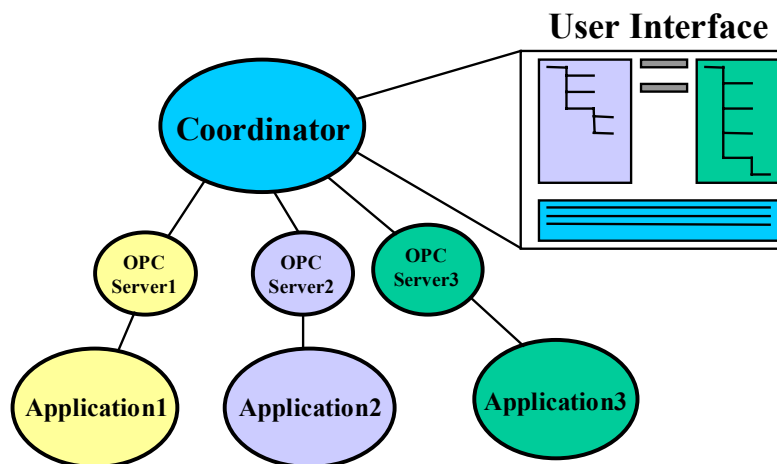 User Interface
Coordinator
OPC
Server1
OPC
Server2
OPC
Server3
Application1
Application2
Application3